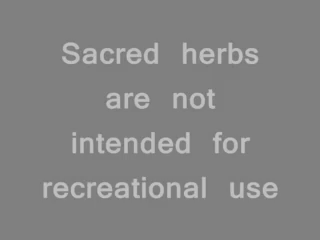 Sacred herbs
are not
intended for
recreational use